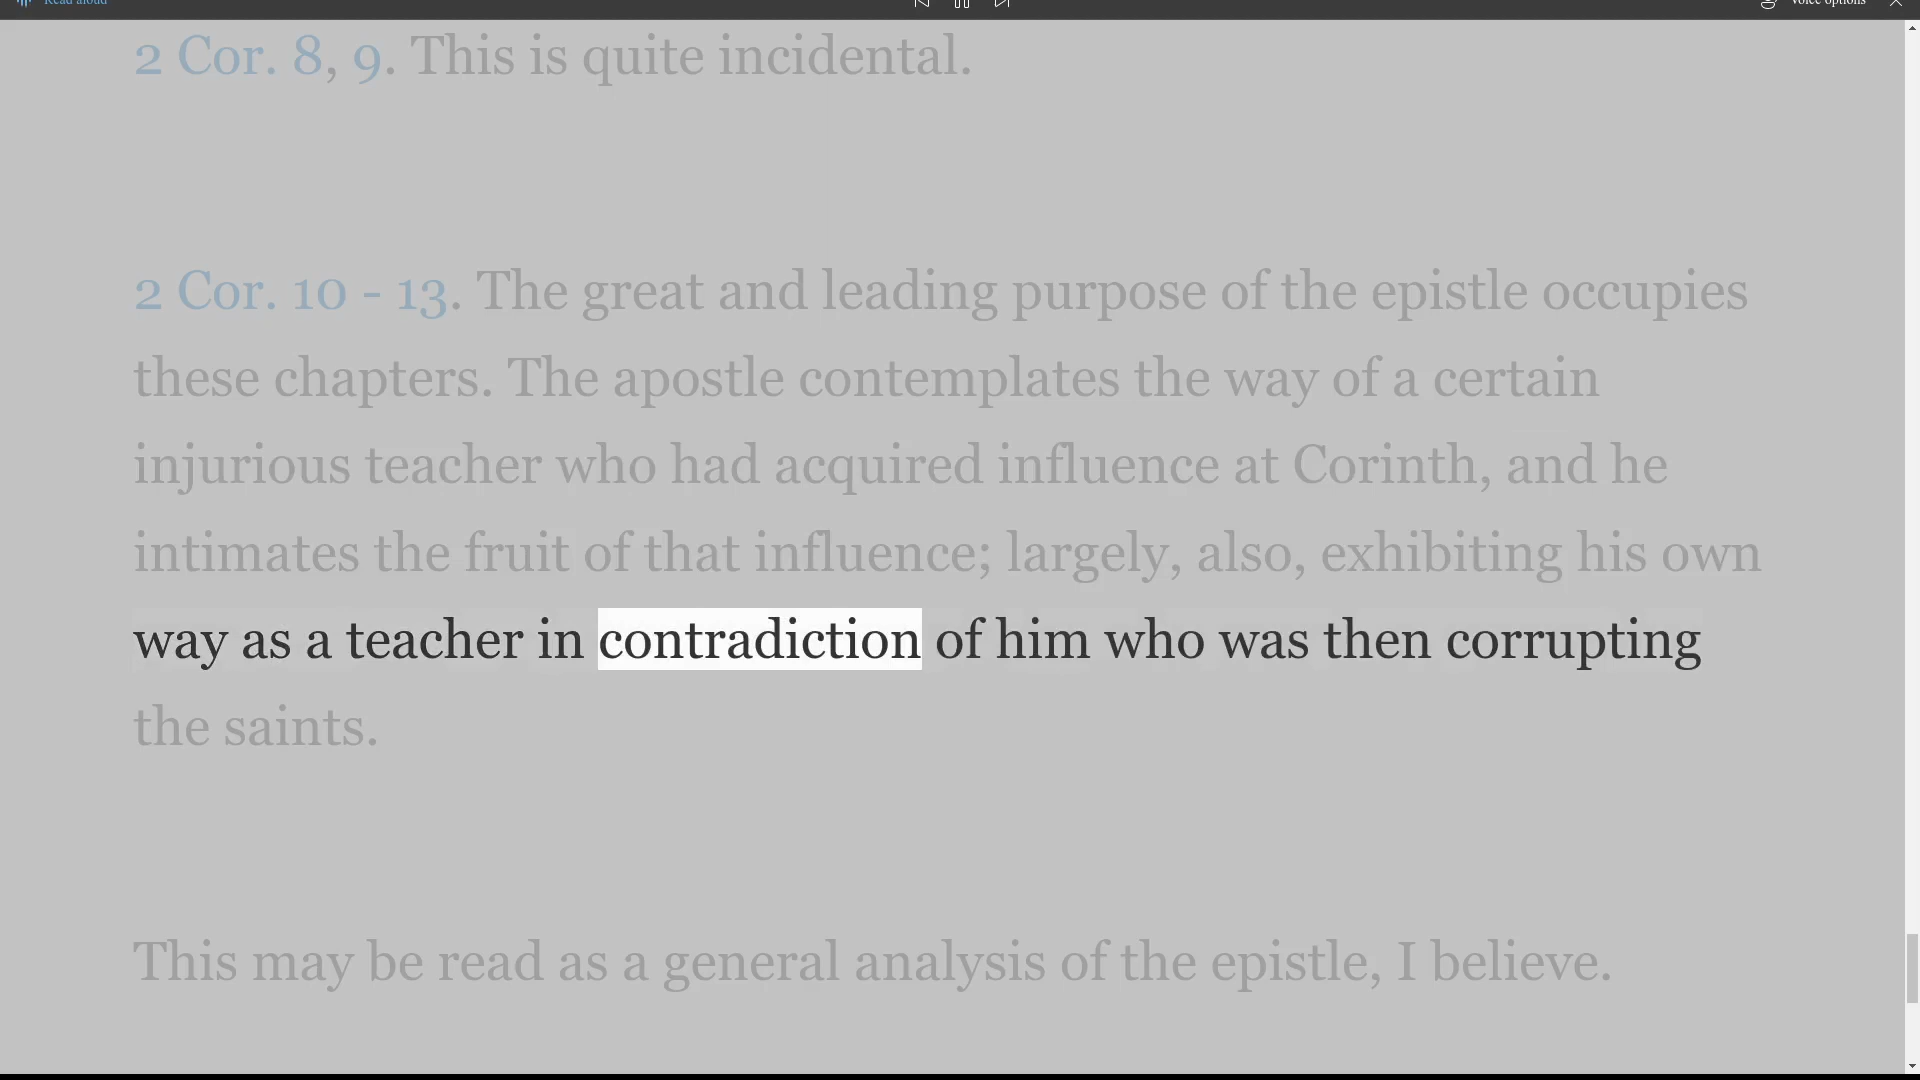 Read aloud
Voice options
2 Cor. 8, 9. This is quite incidental.
2 Cor. 10 - 13. The great and leading purpose of the epistle occupies
these chapters. The apostle contemplates the way of a certain
injurious teacher who had acquired influence at Corinth, and he
intimates the fruit of that influence; largely, also, exhibiting his own
way as a teacher in contradiction of him who was then corrupting
the saints.
This may be read as a general analysis of the epistle, I believe.